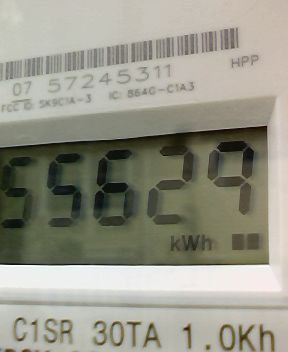 HPP
07 57245311
FCC ID: SK9C1A-3 IC: 864G-C1A3
55629
kWh
C1SR 30TA 1.0Kh